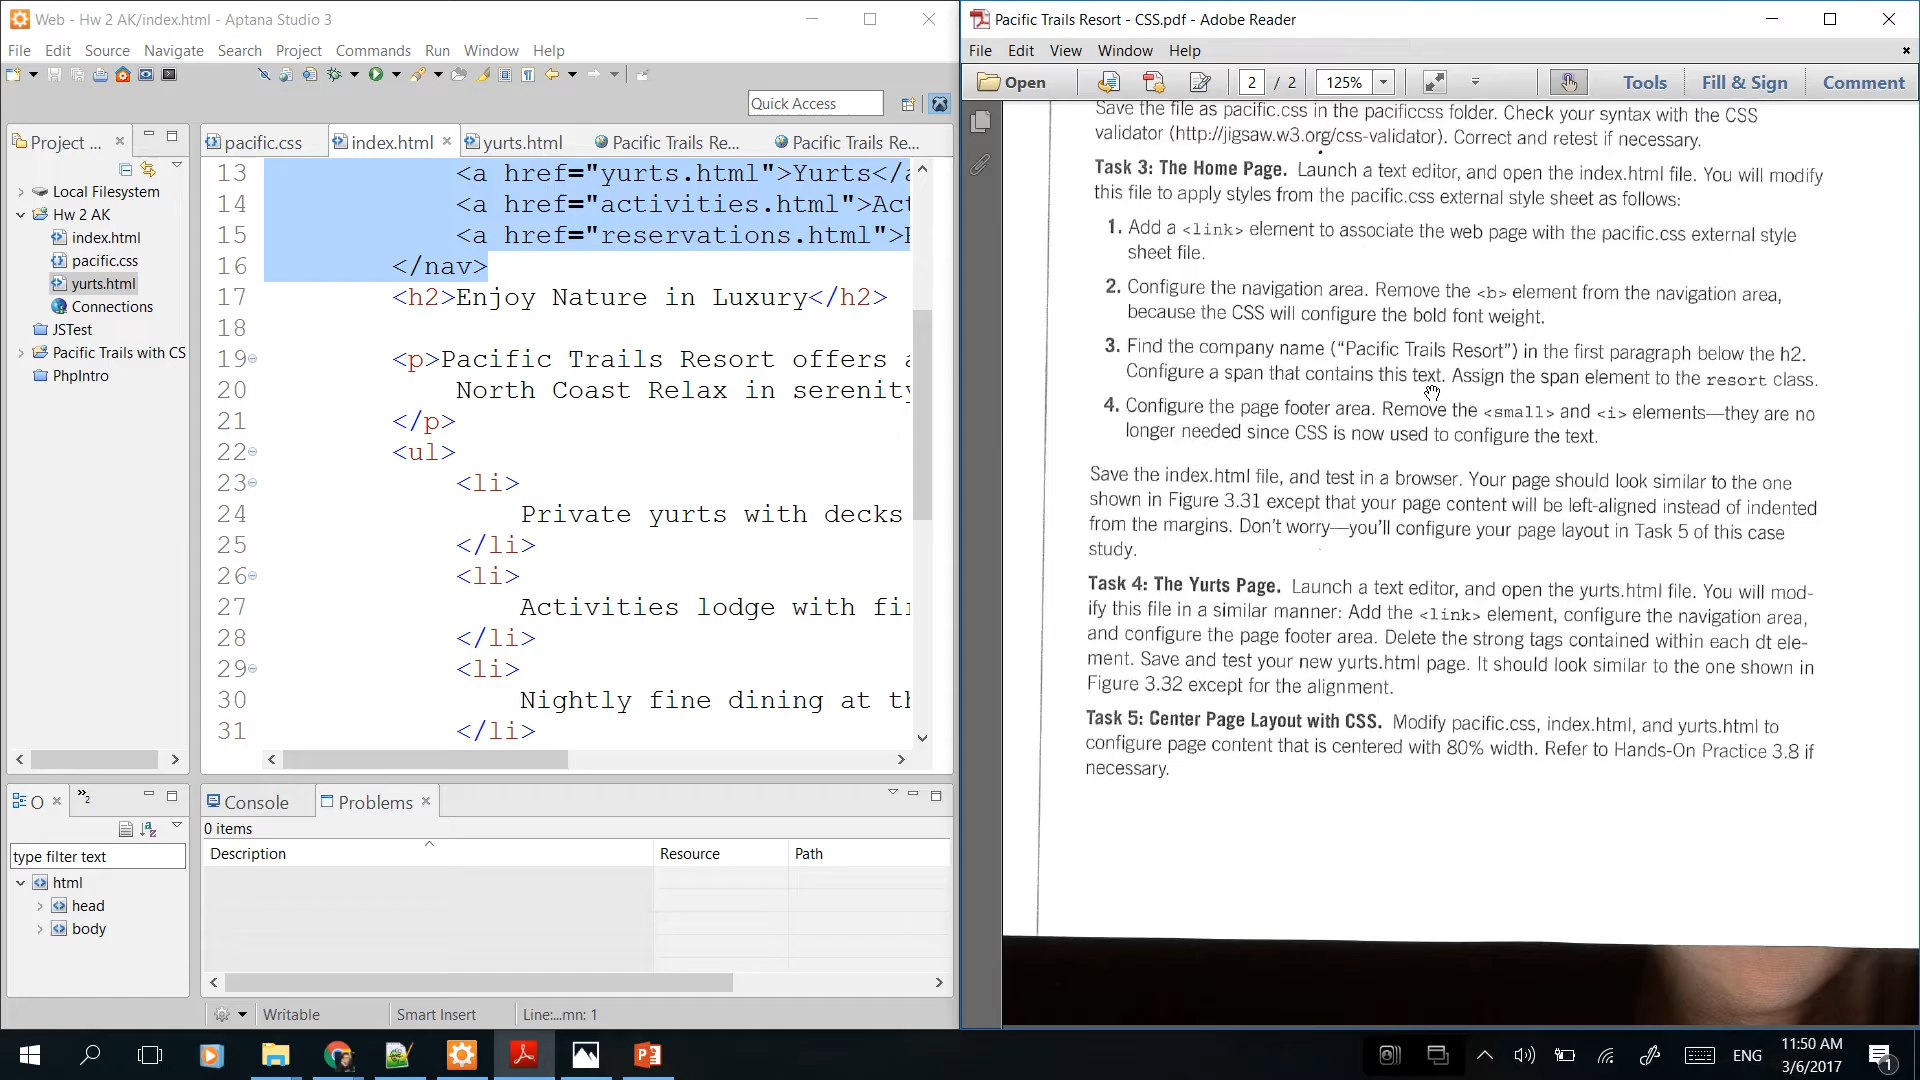 Web - Hw 2 AK/index.html - Aptana Studio 3
File Edit Source Navigate Search Project Commands Run Window Help
Quick Access
Project ...
Local Filesystem
Hw 2 AK
index.html
pacific.css
yurts.html
Connections
JSTest
Pacific Trails with CS
PhpIntro
pacific.css index.html yurts.html Pacific Trails Re... Pacific Trails Re...
13 <a href="yurts.html">Yurts</a
14 <a href="activities.html">Act
15 <a href="reservations.html">
16 </nav>
17 <h2>Enjoy Nature in Luxury</h2>
18
19 <p>Pacific Trails Resort offers a
20 North Coast Relax in serenity
21 </p>
22 <ul>
23 <li>
24 Private yurts with decks
25 </li>
26 <li>
27 Activities lodge with fi
28 </li>
29 <li>
30 Nightly fine dining at th
31 </li>
O
2
type filter text
html
head
body
Console Problems
0 items
Description Resource Path
Writable Smart Insert Line:...mn: 1
Pacific Trails Resort - CSS.pdf - Adobe Reader
File Edit View Window Help
Open 2 / 2 125% Tools Fill & Sign Comment
Save the file as pacific.css in the pacificcss folder. Check your syntax with the CSS
validator (http://jigsaw.w3.org/css-validator). Correct and retest if necessary.
Task 3: The Home Page. Launch a text editor, and open the index.html file. You will modify
this file to apply styles from the pacific.css external style sheet as follows:
1. Add a <link> element to associate the web page with the pacific.css external style
sheet file.
2. Configure the navigation area. Remove the <b> element from the navigation area,
because the CSS will configure the bold font weight.
3. Find the company name (“Pacific Trails Resort”) in the first paragraph below the h2.
Configure a span that contains this text. Assign the span element to the resort class.
4. Configure the page footer area. Remove the <small> and <i> elements—they are no
longer needed since CSS is now used to configure the text.
Save the index.html file, and test in a browser. Your page should look similar to the one
shown in Figure 3.31 except that your page content will be left-aligned instead of indented
from the margins. Don’t worry—you’ll configure your page layout in Task 5 of this case
study.
Task 4: The Yurts Page. Launch a text editor, and open the yurts.html file. You will mod-
ify this file in a similar manner: Add the <link> element, configure the navigation area,
and configure the page footer area. Delete the strong tags contained within each dt ele-
ment. Save and test your new yurts.html page. It should look similar to the one shown in
Figure 3.32 except for the alignment.
Task 5: Center Page Layout with CSS. Modify pacific.css, index.html, and yurts.html to
configure page content that is centered with 80% width. Refer to Hands-On Practice 3.8 if
necessary.
ENG
11:50 AM
3/6/2017
1